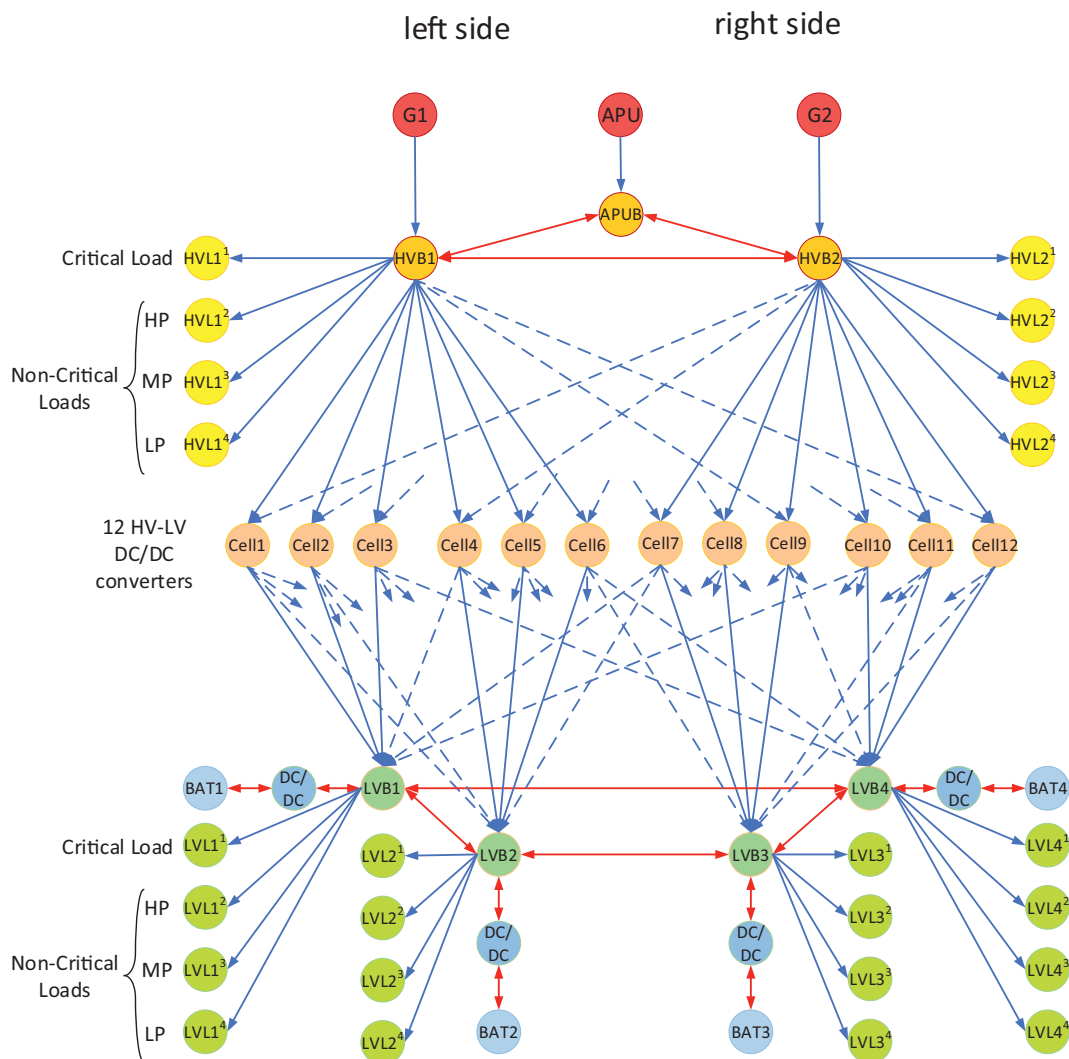 left side
right side
G1
APU
G2
APUB
Critical Load
HVL1¹
HVB1
HVB2
HVL2¹
HP
HVL1²
HVL2²
Non-Critical
Loads
MP
HVL1³
HVL2³
LP
HVL1⁴
HVL2⁴
12 HV-LV
DC/DC
converters
Cell1
Cell2
Cell3
Cell4
Cell5
Cell6
Cell7
Cell8
Cell9
Cell10
Cell11
Cell12
BAT1
DC/
DC
LVB1
LVB4
DC/
DC
BAT4
Critical Load
LVL1¹
LVL2¹
LVB2
LVB3
LVL3¹
LVL4¹
HP
LVL1²
LVL2²
LVL3²
LVL4²
DC/
DC
DC/
DC
Non-Critical
Loads
MP
LVL1³
LVL2³
LVL3³
LVL4³
LP
LVL1⁴
LVL2⁴
BAT2
BAT3
LVL3⁴
LVL4⁴